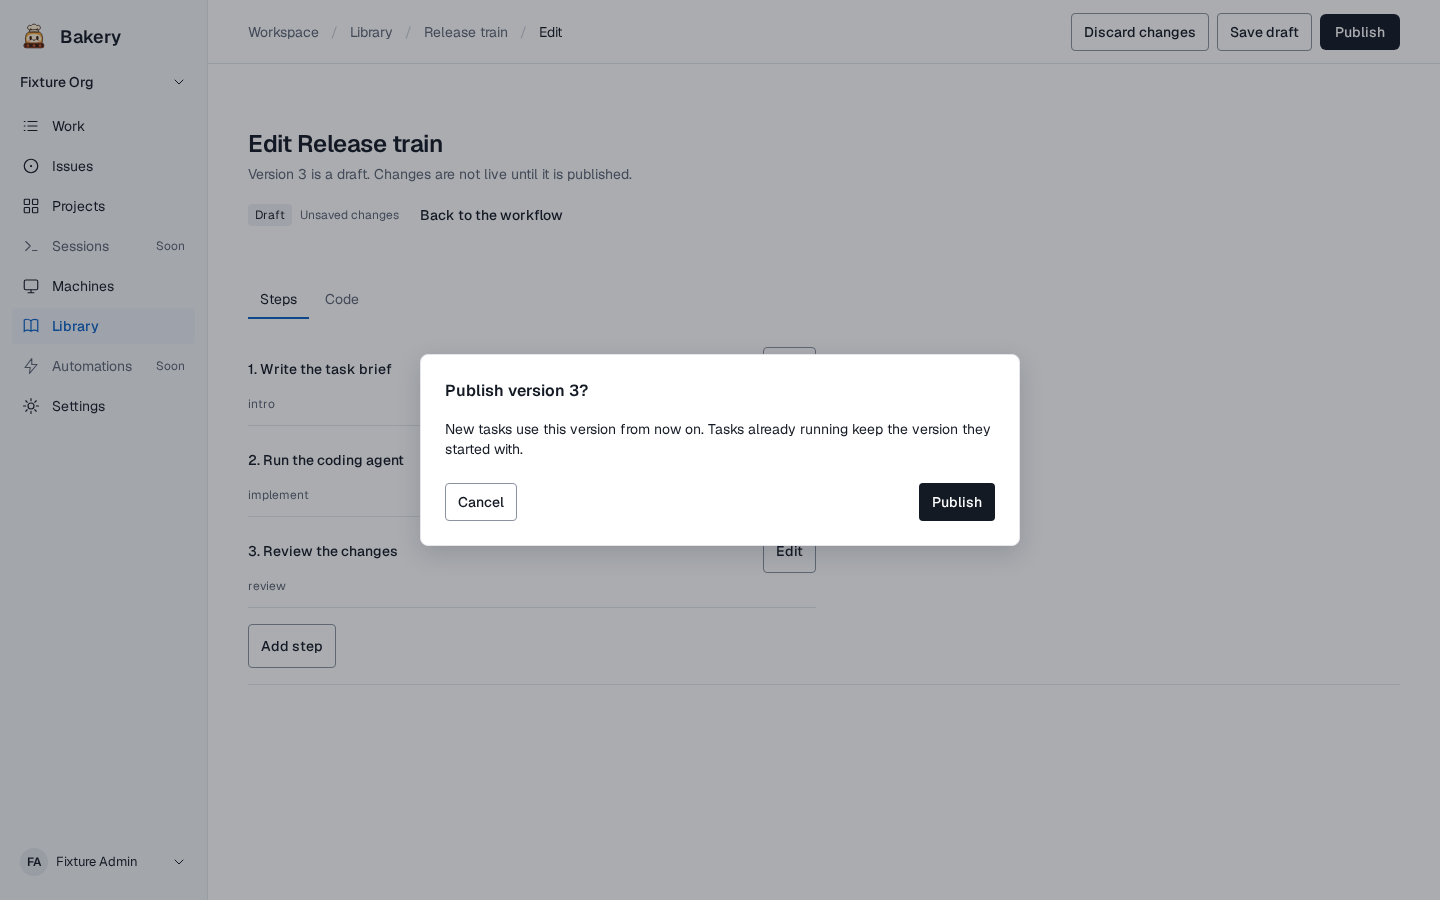 Bakery
Fixture Org
Work
Issues
Projects
Sessions Soon
Machines
Library
Automations Soon
Settings
FA Fixture Admin
Workspace / Library / Release train / Edit
Discard changes Save draft Publish
Edit Release train
Version 3 is a draft. Changes are not live until it is published.
Draft Unsaved changes Back to the workflow
Steps Code
1. Write the task brief
intro
2. Run the coding agent
implement
3. Review the changes
Edit
review
Add step
Publish version 3?
New tasks use this version from now on. Tasks already running keep the version they
started with.
Cancel Publish